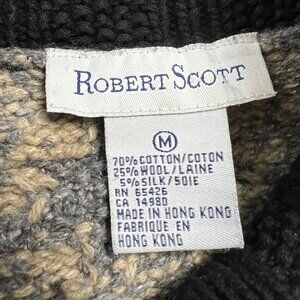 ROBERT SCOTT
M
70% COTTON/COTON
25% WOOL/LAINE
5% SILK/SOIE
RN 65426
CA 14980
MADE IN HONG KONG
FABRIQUE EN
HONG KONG